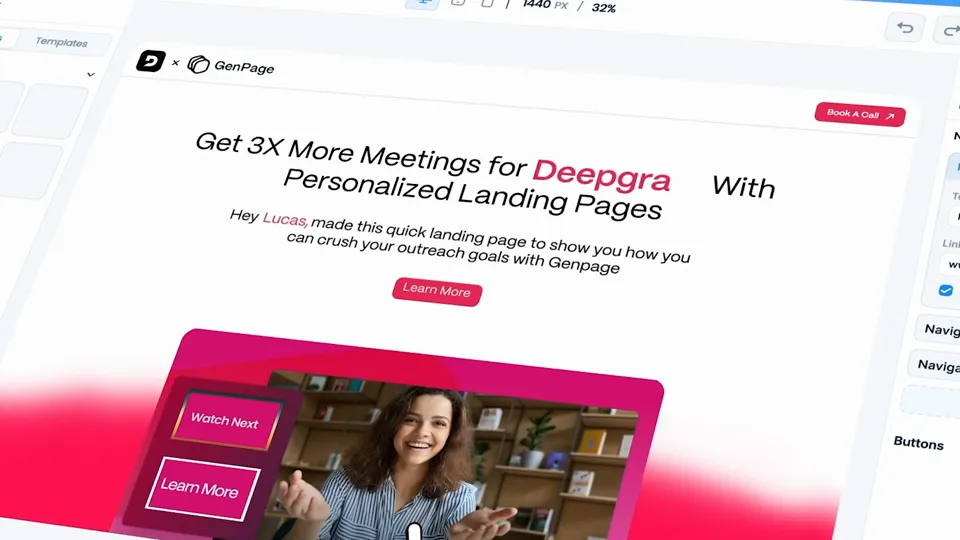 1440 PX / 32%
Templates
× GenPage
Book A Call
Get 3X More Meetings for Deepgra With
Personalized Landing Pages
Hey Lucas, made this quick landing page to show you how you
can crush your outreach goals with Genpage
Learn More
Watch Next
Learn More
Buttons